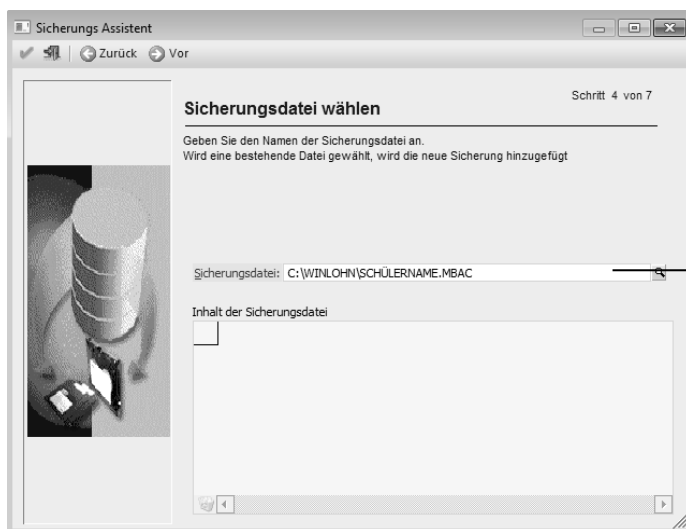 Sicherungs Assistent
Zurück Vor
Schritt 4 von 7
Sicherungsdatei wählen
Geben Sie den Namen der Sicherungsdatei an.
Wird eine bestehende Datei gewählt, wird die neue Sicherung hinzugefügt
Sicherungsdatei: C:\WINLOHN\SCHÜLERNAME.MBAC
Inhalt der Sicherungsdatei